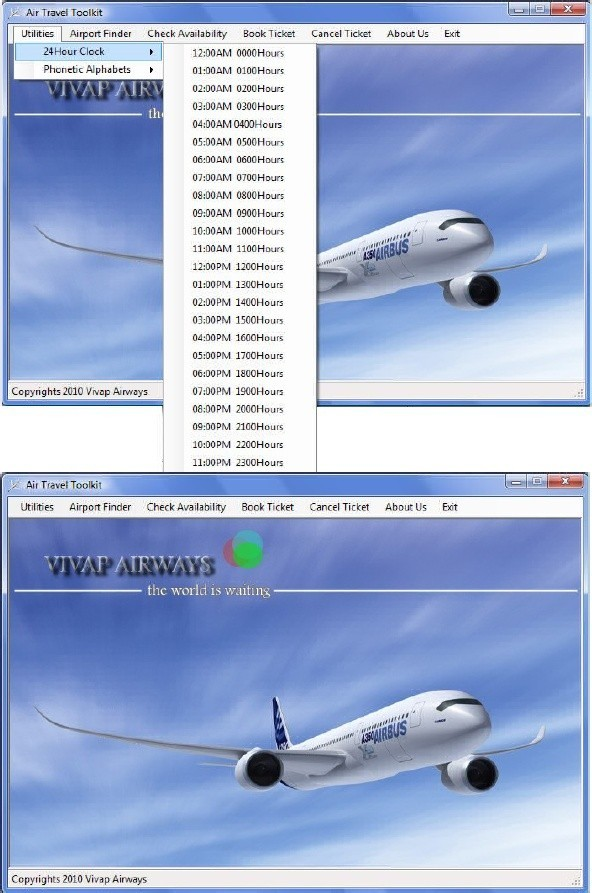 Air Travel Toolkit
Utilities Airport Finder Check Availability Book Ticket Cancel Ticket About Us Exit
24Hour Clock
Phonetic Alphabets
12:00AM 0000Hours
01:00AM 0100Hours
02:00AM 0200Hours
03:00AM 0300Hours
04:00AM 0400Hours
05:00AM 0500Hours
06:00AM 0600Hours
07:00AM 0700Hours
08:00AM 0800Hours
09:00AM 0900Hours
10:00AM 1000Hours
11:00AM 1100Hours
12:00PM 1200Hours
01:00PM 1300Hours
02:00PM 1400Hours
03:00PM 1500Hours
04:00PM 1600Hours
05:00PM 1700Hours
06:00PM 1800Hours
07:00PM 1900Hours
08:00PM 2000Hours
09:00PM 2100Hours
10:00PM 2200Hours
11:00PM 2300Hours
VIVAP AIRW
the
A350 AIRBUS
Copyrights 2010 Vivap Airways
Air Travel Toolkit
Utilities Airport Finder Check Availability Book Ticket Cancel Ticket About Us Exit
VIVAP AIRWAYS
the world is waiting
A350 AIRBUS
Copyrights 2010 Vivap Airways